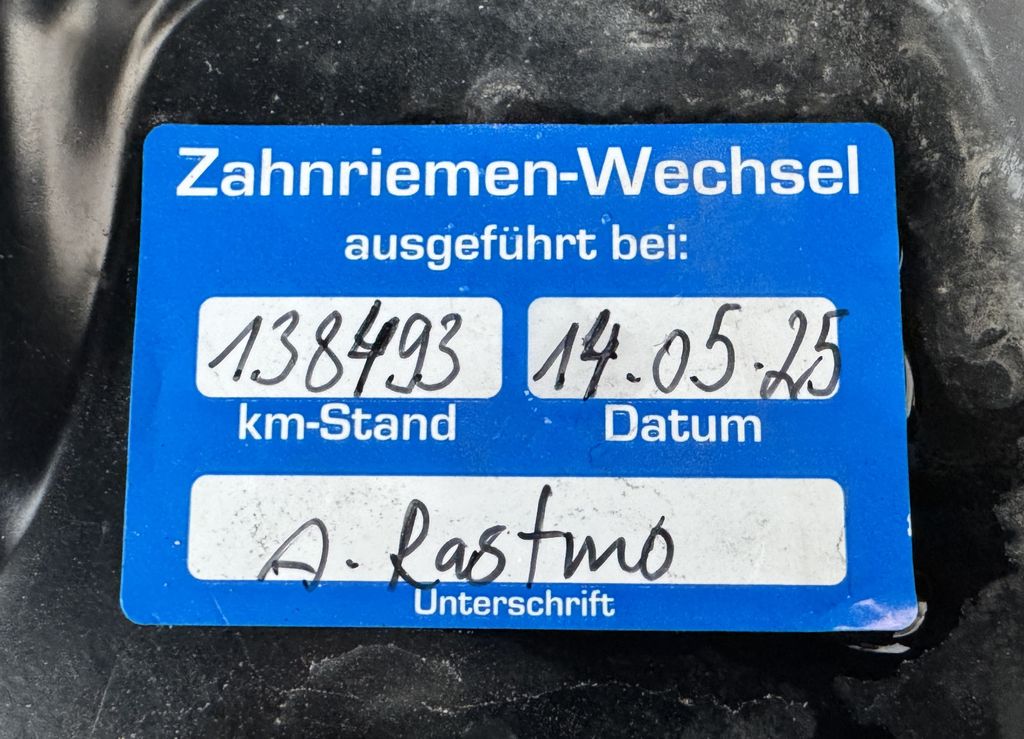 Zahnriemen-Wechsel
ausgeführt bei:
138493 14.05.25
km-Stand Datum
A. Rastmo
Unterschrift